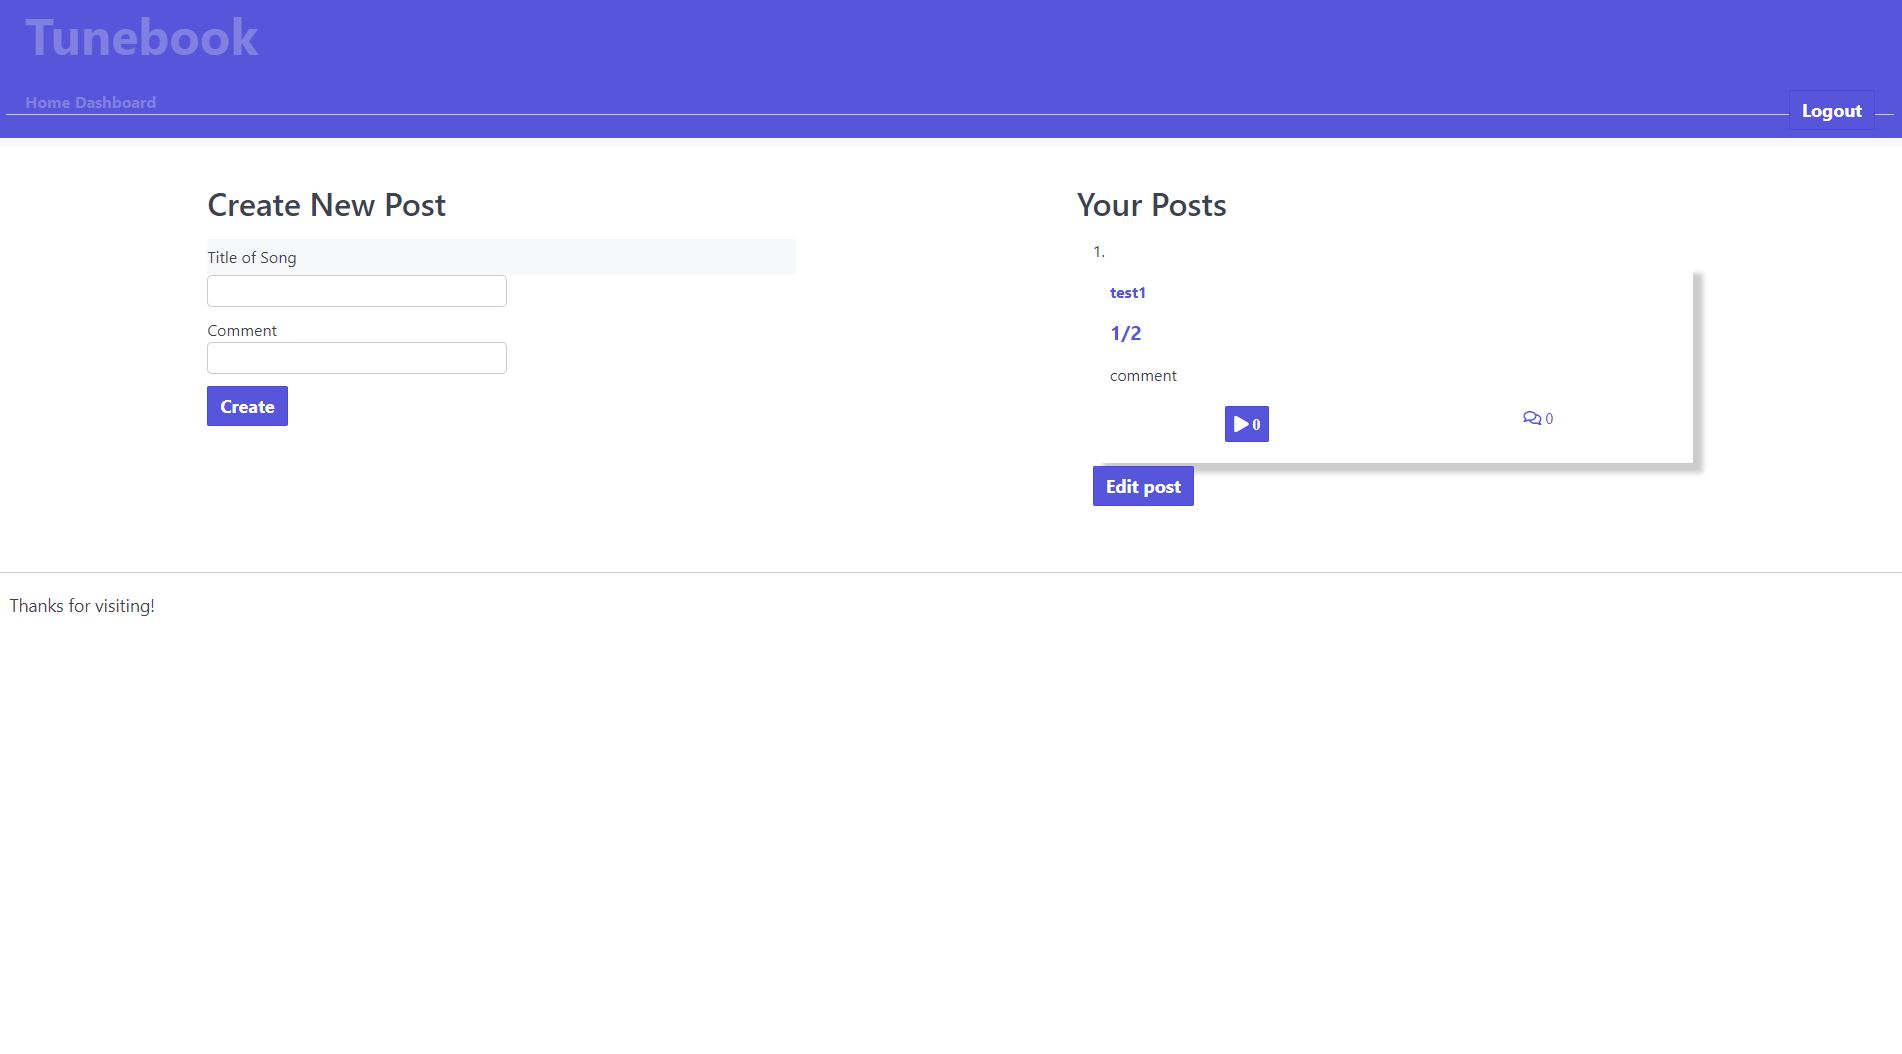 Tunebook
Home Dashboard
Logout
Create New Post
Title of Song
Comment
Create
Your Posts
1.
test1
1/2
comment
0
0
Edit post
Thanks for visiting!